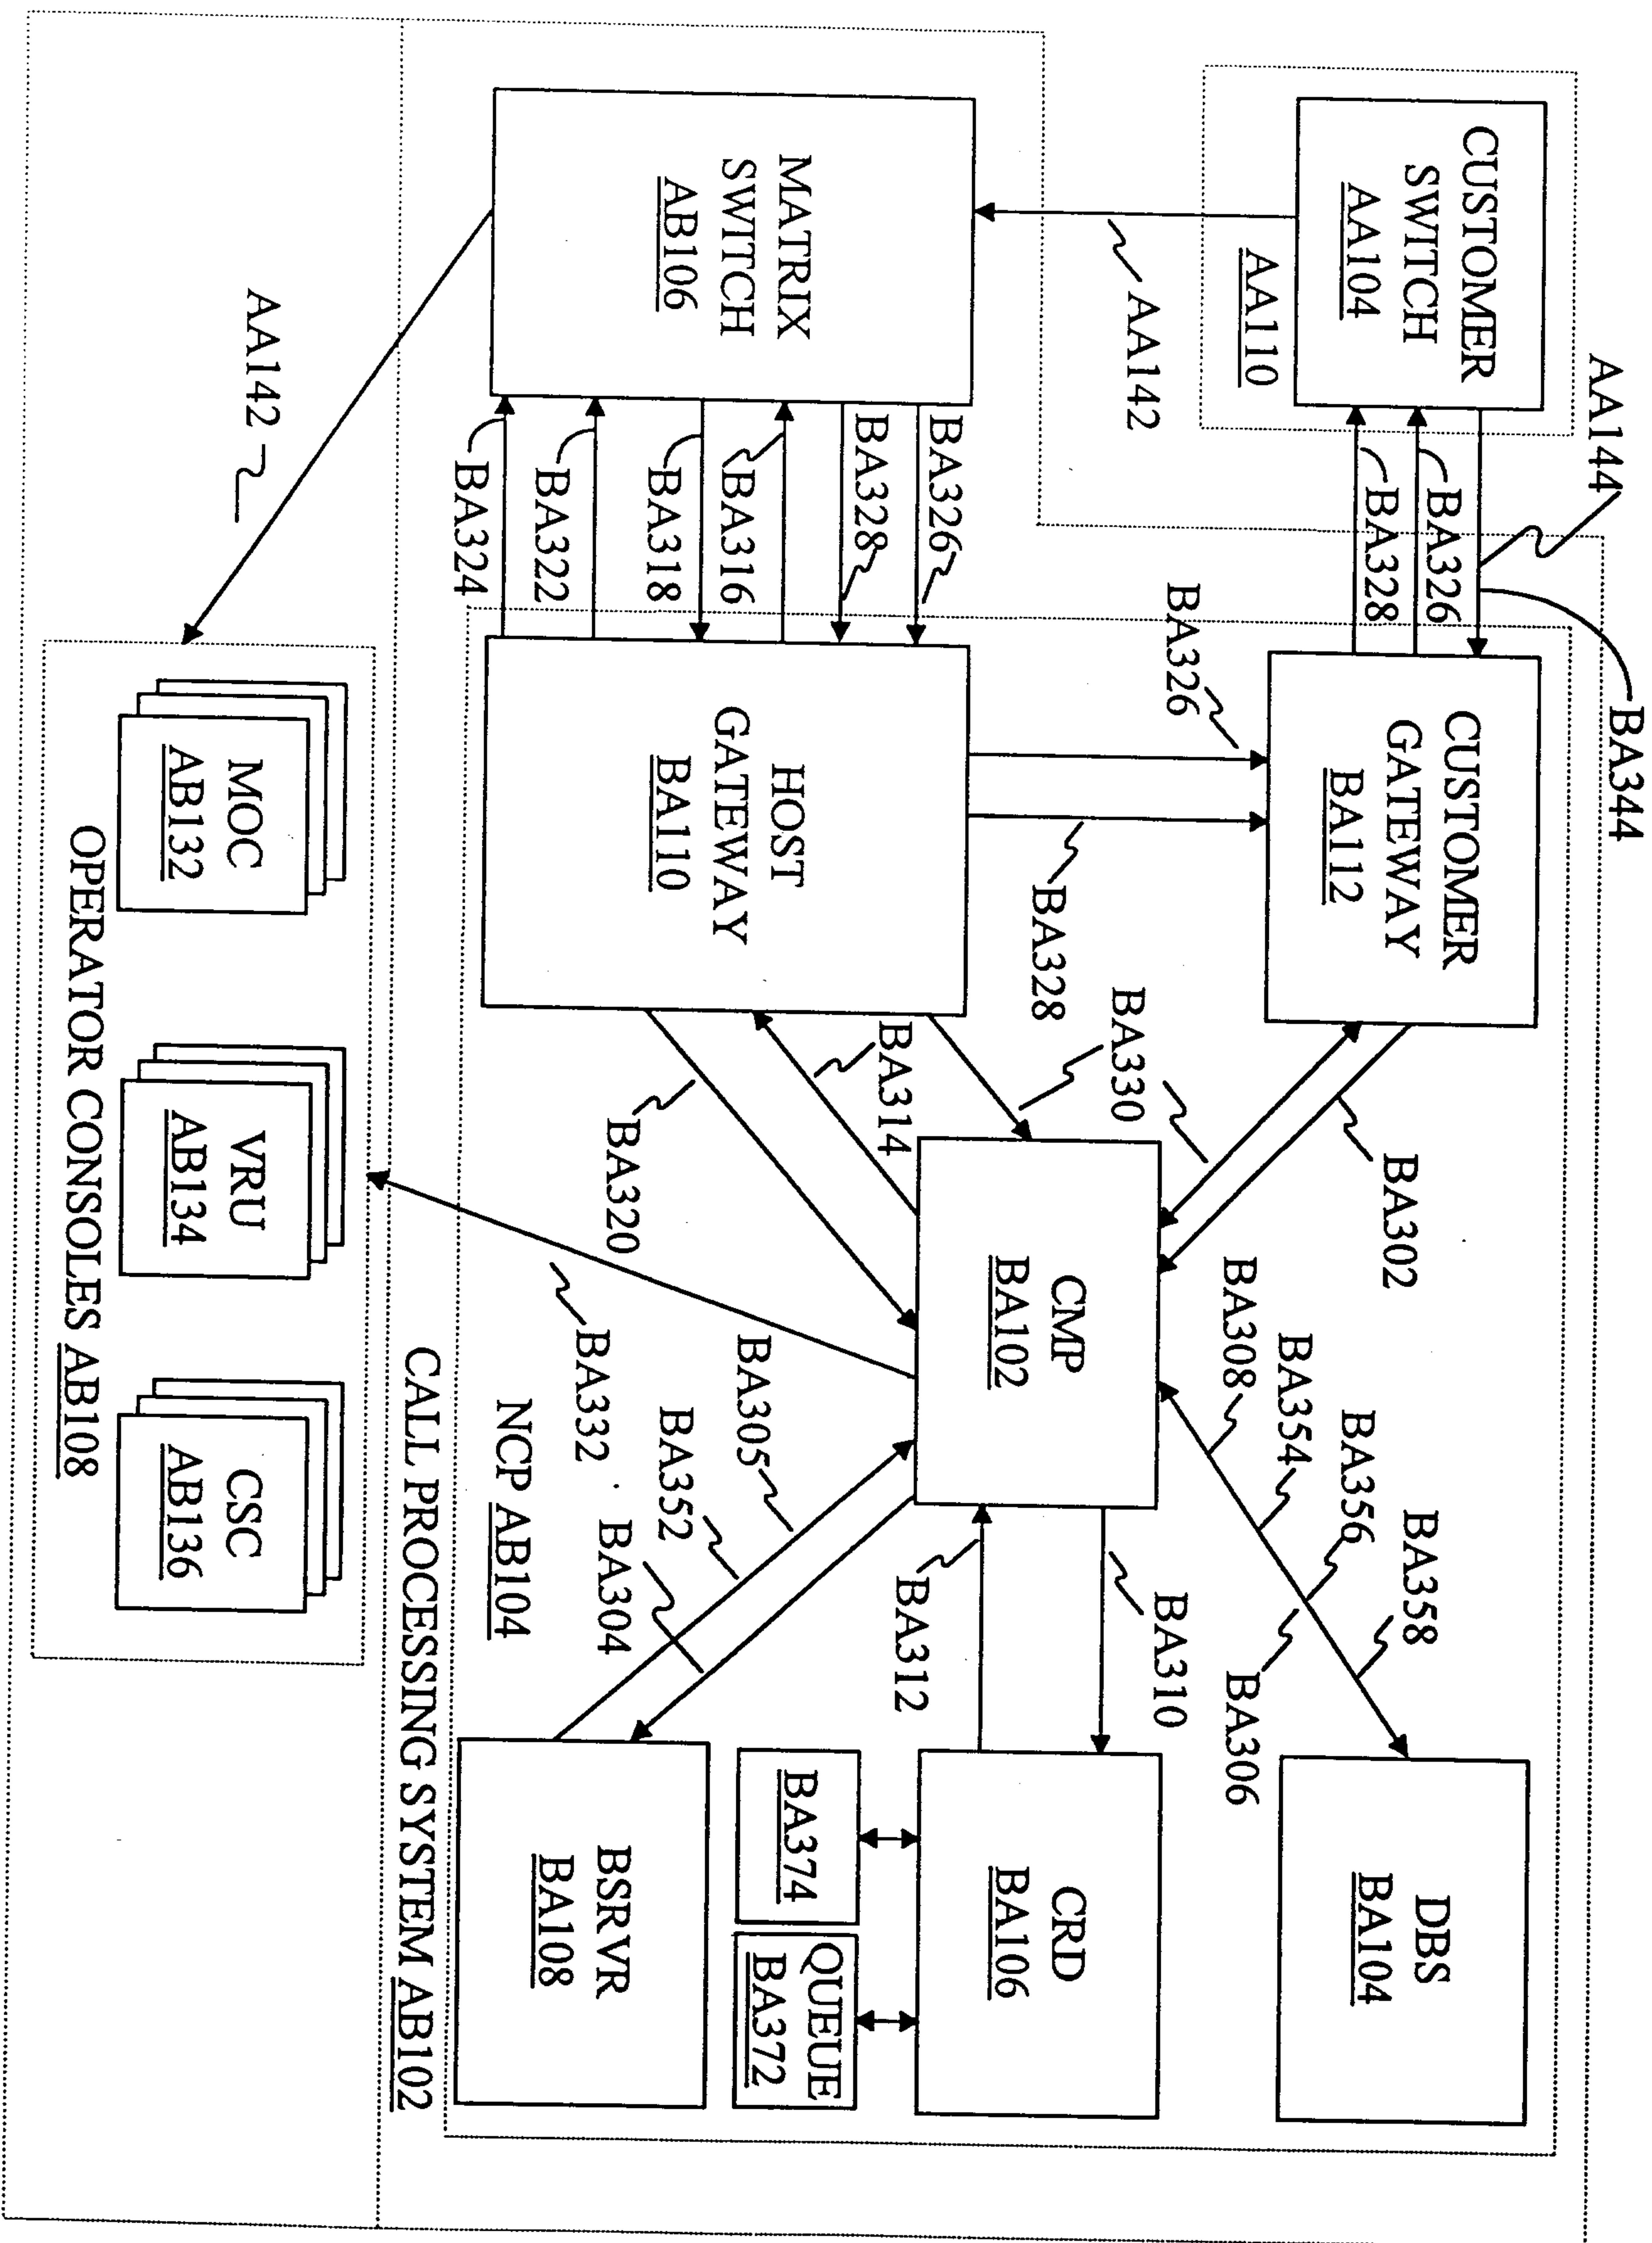 CUSTOMER
SWITCH
AA104
AA110
AA144
BA344
BA326
BA328
CUSTOMER
GATEWAY
BA112
BA302
BA330
BA308
BA354
BA356
BA358
BA306
DBS
BA104
AA142
BA326
BA328
MATRIX
SWITCH
AB106
BA326
BA328
BA316
BA318
BA322
BA324
HOST
GATEWAY
BA110
BA314
BA320
CMP
BA102
BA310
BA312
CRD
BA106
BA374
QUEUE
BA372
BA305
BA352
BA304
BA332
BSRVR
BA108
NCP AB104
CALL PROCESSING SYSTEM AB102
AA142
MOC
AB132
VRU
AB134
CSC
AB136
OPERATOR CONSOLES AB108